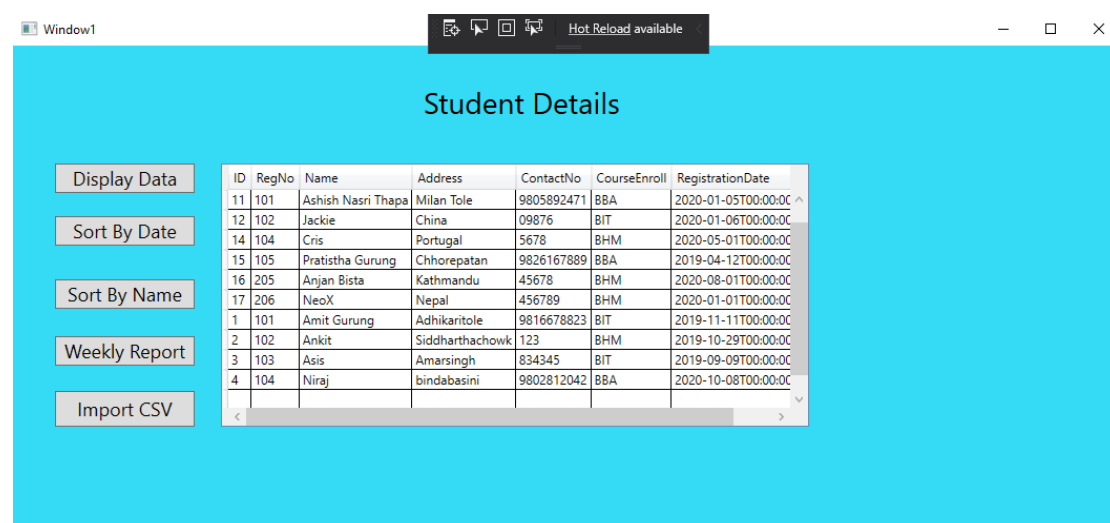 Window1
Hot Reload available
Student Details
Display Data
Sort By Date
Sort By Name
Weekly Report
Import CSV
ID RegNo Name Address ContactNo CourseEnroll RegistrationDate
11 101 Ashish Nasri Thapa Milan Tole 9805892471 BBA 2020-01-05T00:00:00
12 102 Jackie China 09876 BIT 2020-01-06T00:00:00
14 104 Cris Portugal 5678 BHM 2020-05-01T00:00:00
15 105 Pratistha Gurung Chhorepatan 9826167889 BBA 2019-04-12T00:00:00
16 205 Anjan Bista Kathmandu 45678 BHM 2020-08-01T00:00:00
17 206 NeoX Nepal 456789 BHM 2020-01-01T00:00:00
1 101 Amit Gurung Adhikaritole 9816678823 BIT 2019-11-11T00:00:00
2 102 Ankit Siddharthachowk 123 BHM 2019-10-29T00:00:00
3 103 Asis Amarsingh 834345 BIT 2019-09-09T00:00:00
4 104 Niraj bindabasini 9802812042 BBA 2020-10-08T00:00:00